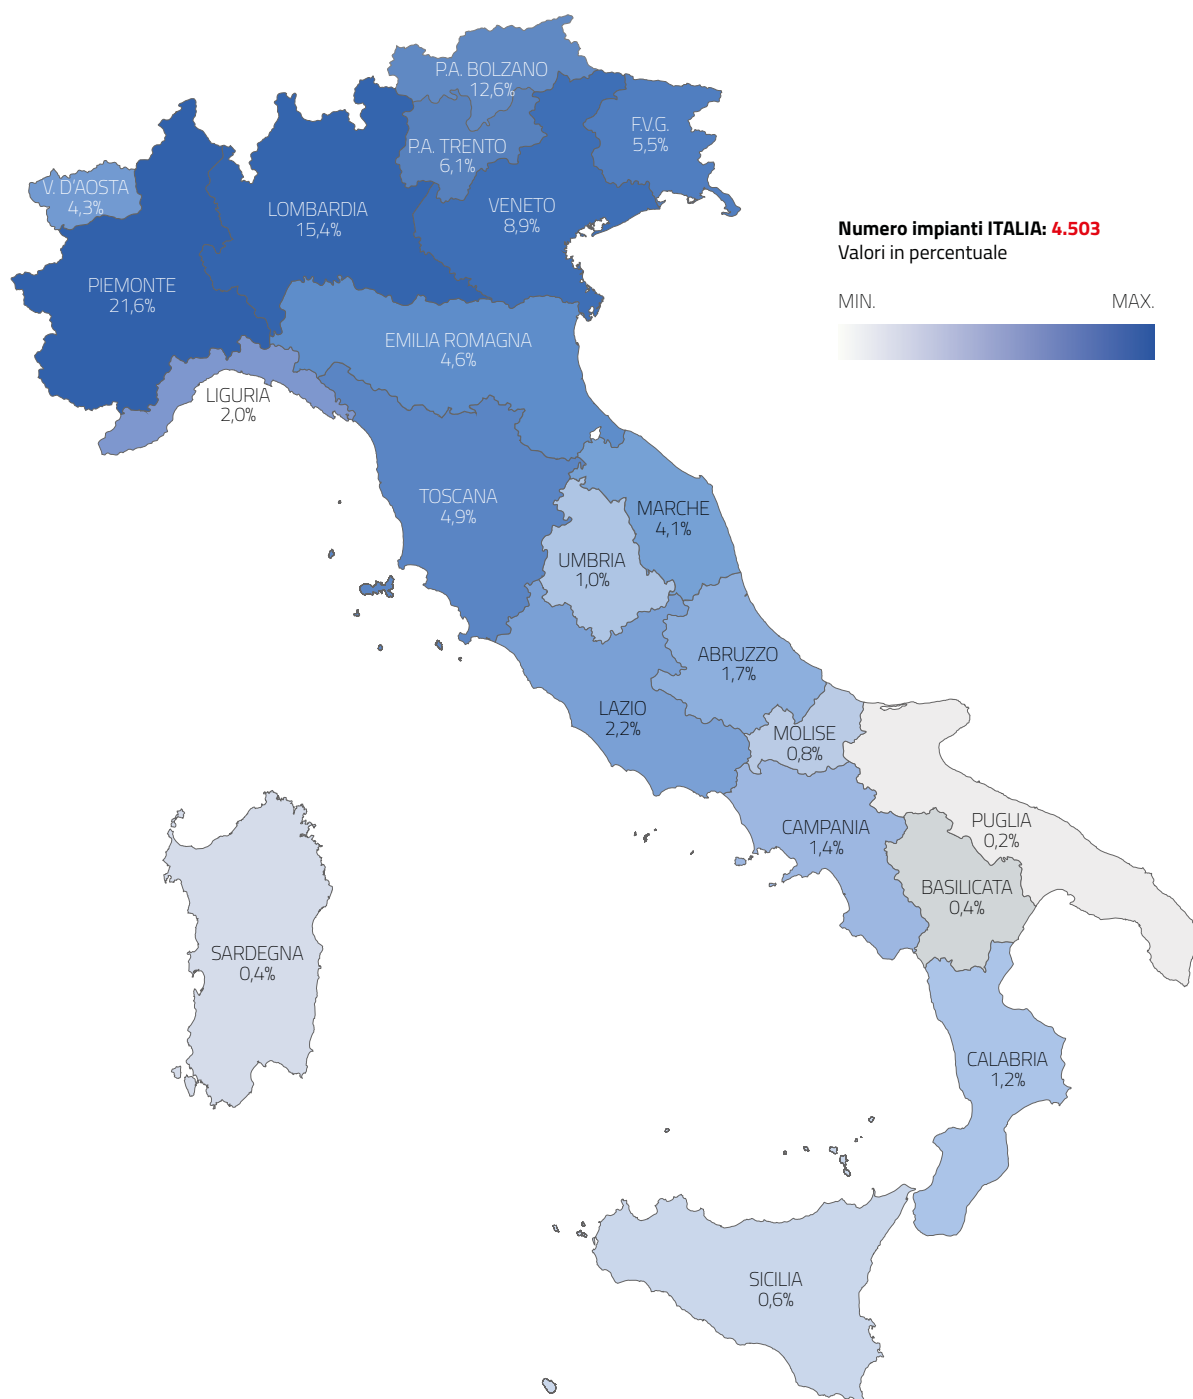 P.A. BOLZANO
12,6%
F.V.G.
5,5%
P.A. TRENTO
6,1%
V. D'AOSTA
4,3%
LOMBARDIA
15,4%
VENETO
8,9%
Numero impianti ITALIA: 4.503
Valori in percentuale
MIN. MAX.
PIEMONTE
21,6%
EMILIA ROMAGNA
4,6%
LIGURIA
2,0%
TOSCANA
4,9%
MARCHE
4,1%
UMBRIA
1,0%
ABRUZZO
1,7%
LAZIO
2,2%
MOLISE
0,8%
CAMPANIA
1,4%
PUGLIA
0,2%
BASILICATA
0,4%
SARDEGNA
0,4%
CALABRIA
1,2%
SICILIA
0,6%